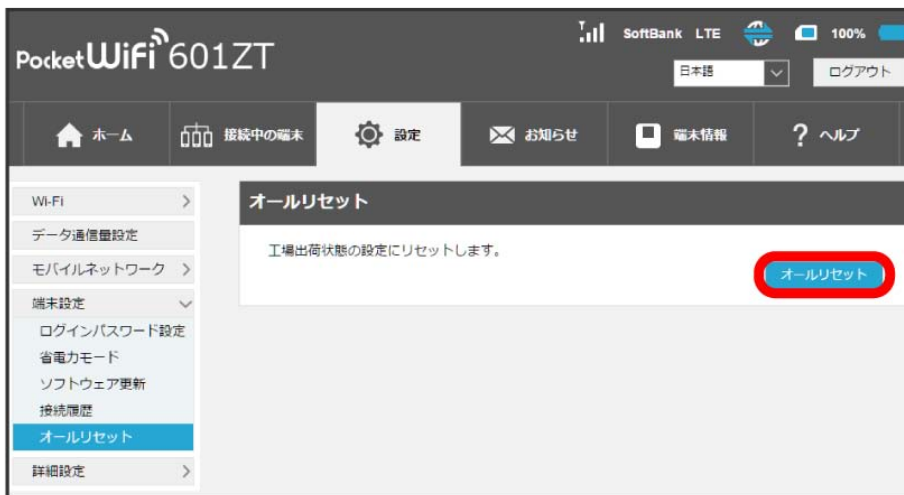 SoftBank LTE 100%
PocketWiFi 601ZT
日本語 ログアウト
ホーム 接続中の端末 設定 お知らせ 端末情報 ? ヘルプ
Wi-Fi
データ通信量設定
モバイルネットワーク
端末設定
ログインパスワード設定
省電力モード
ソフトウェア更新
接続履歴
オールリセット
詳細設定
オールリセット
工場出荷状態の設定にリセットします。
オールリセット